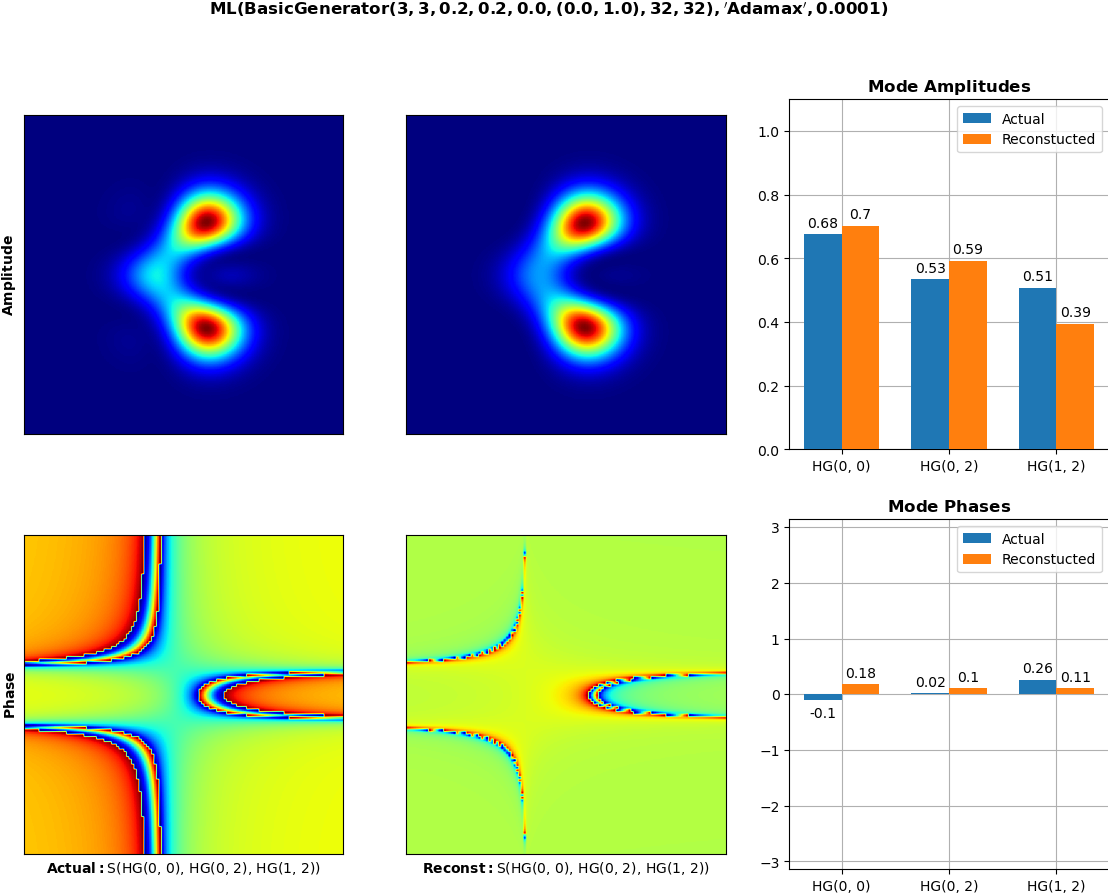 ML(BasicGenerator(3, 3, 0.2, 0.2, 0.0, (0.0, 1.0), 32, 32), 'Adamax', 0.0001)
Amplitude
Mode Amplitudes
Actual
Reconstucted
1.0
0.8
0.6
0.4
0.2
0.0
0.68
0.7
0.53
0.59
0.51
0.39
HG(0, 0)
HG(0, 2)
HG(1, 2)
Phase
Actual: S(HG(0, 0), HG(0, 2), HG(1, 2))
Reconst: S(HG(0, 0), HG(0, 2), HG(1, 2))
Mode Phases
Actual
Reconstucted
3
2
1
0
−1
−2
−3
-0.1
0.18
0.02
0.1
0.26
0.11
HG(0, 0)
HG(0, 2)
HG(1, 2)